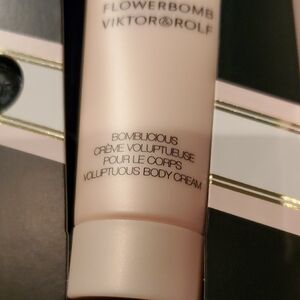 FLOWERBOMB
VIKTOR&ROLF
BOMBLICIOUS
CRÈME VOLUPTUEUSE
POUR LE CORPS
VOLUPTUOUS BODY CREAM